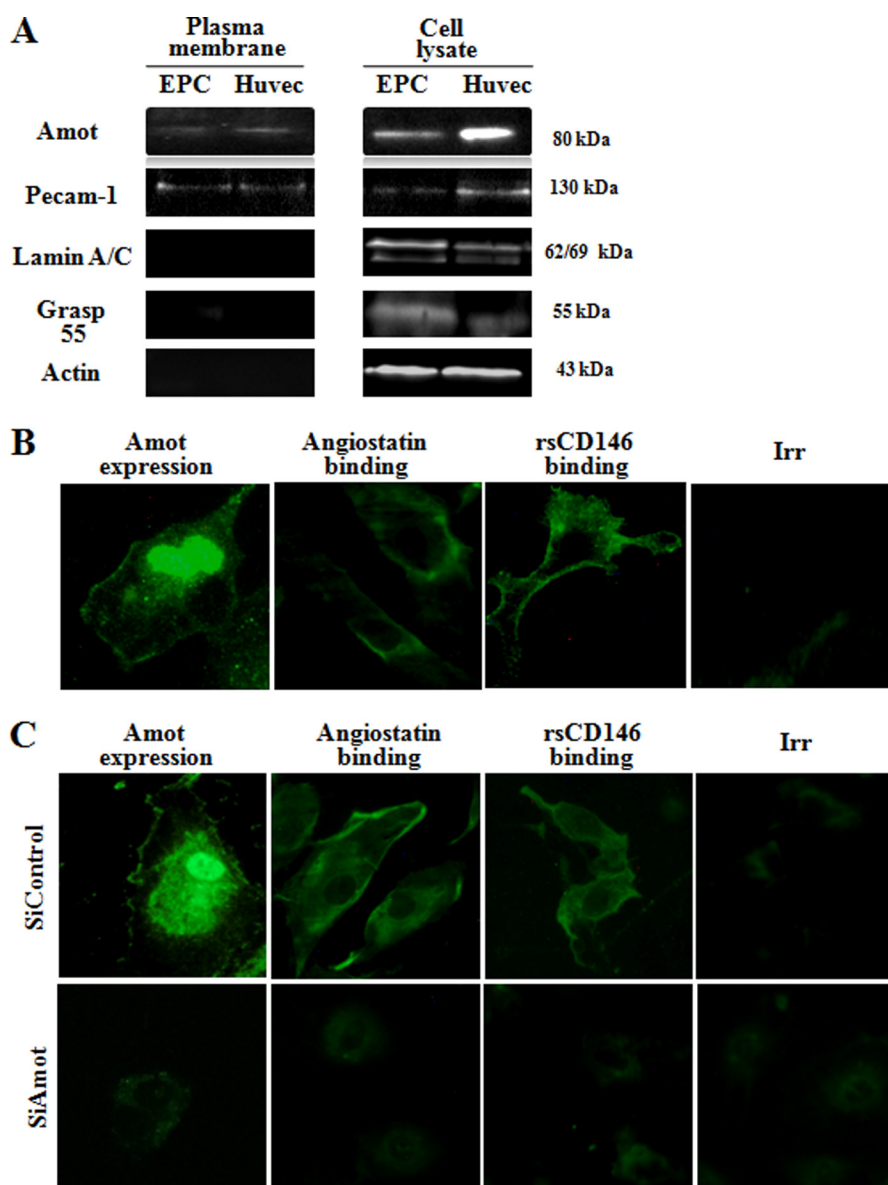 A
Plasma
membrane
Cell
lysate
EPC Huvec
EPC Huvec
Amot
80 kDa
Pecam-1
130 kDa
Lamin A/C
62/69 kDa
Grasp
55
55 kDa
Actin
43 kDa
B
Amot
expression
Angiostatin
binding
rsCD146
binding
Irr
C
Amot
expression
Angiostatin
binding
rsCD146
binding
Irr
SiControl
SiAmot